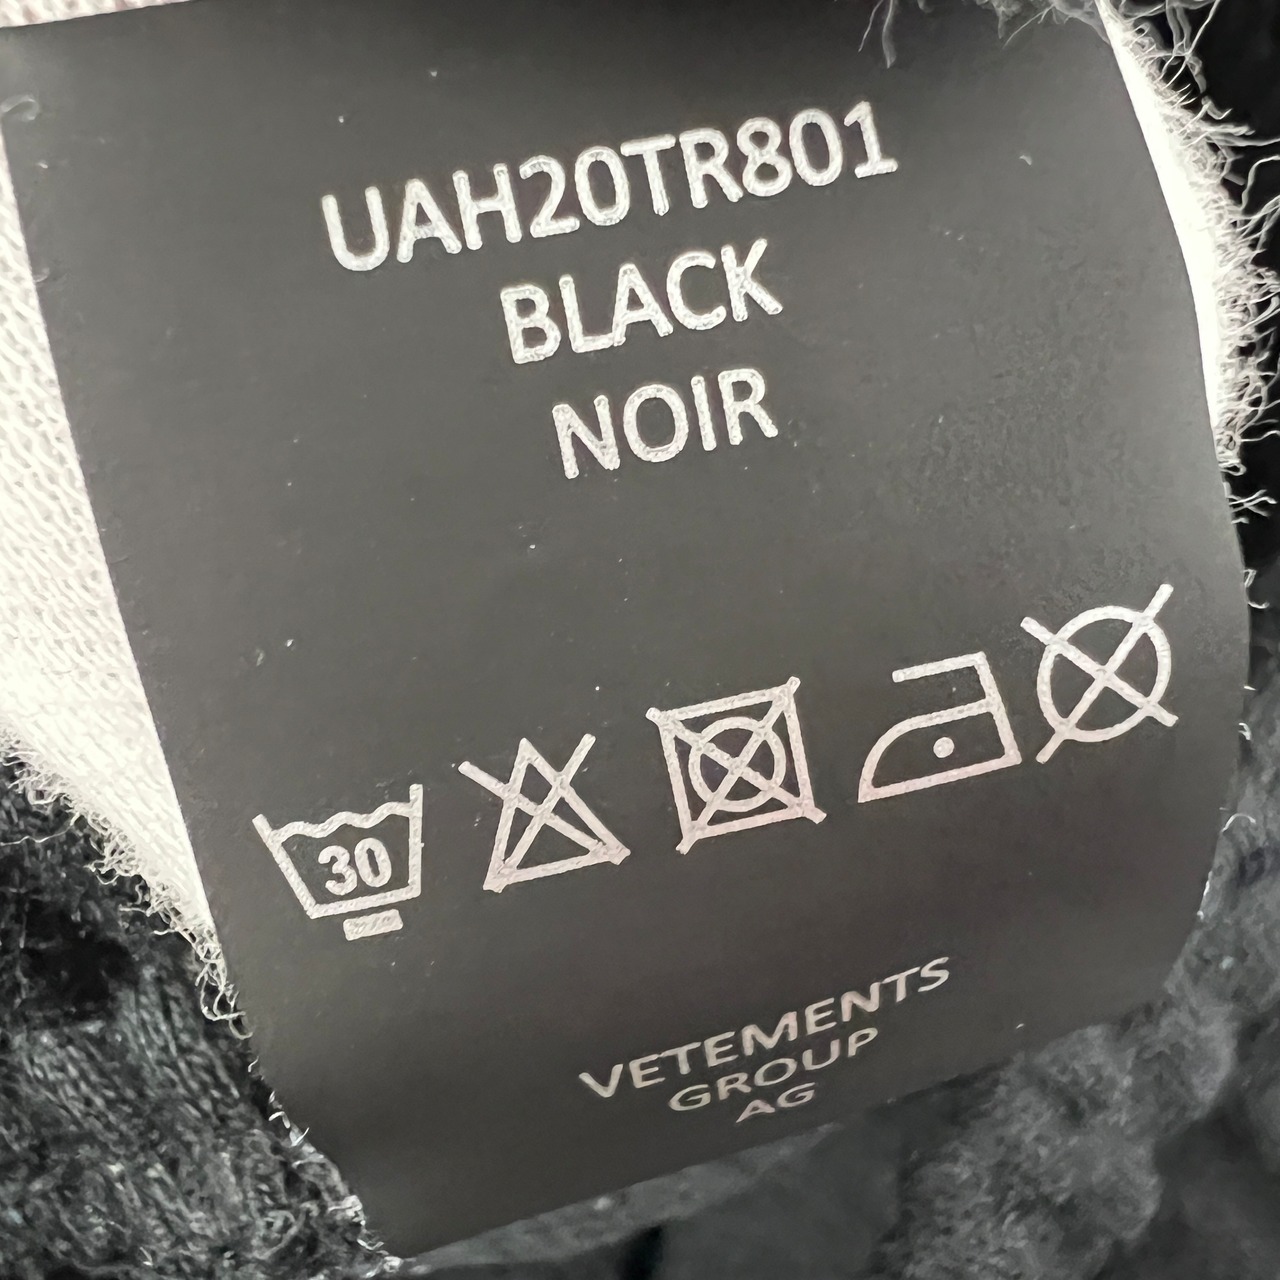 UAH20TR801
BLACK
NOIR
30
VETEMENTS
GROUP
AG